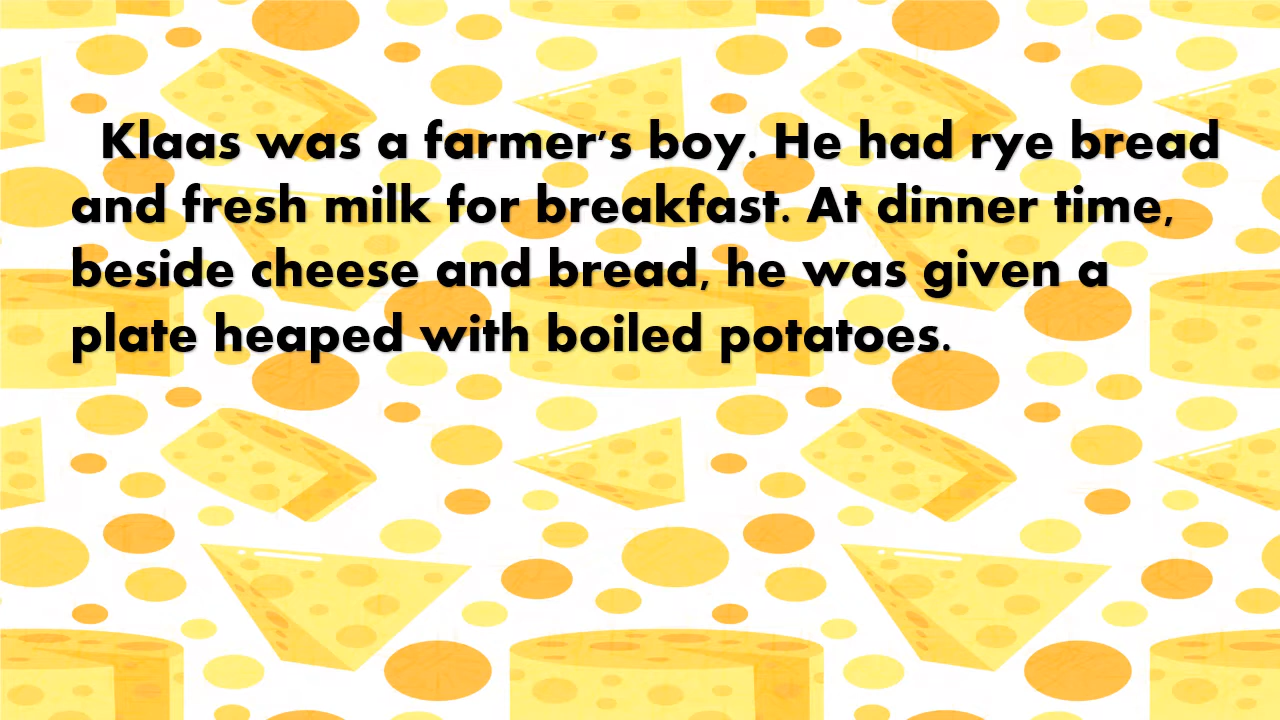 Klaas was a farmer's boy. He had rye bread
and fresh milk for breakfast. At dinner time,
beside cheese and bread, he was given a
plate heaped with boiled potatoes.